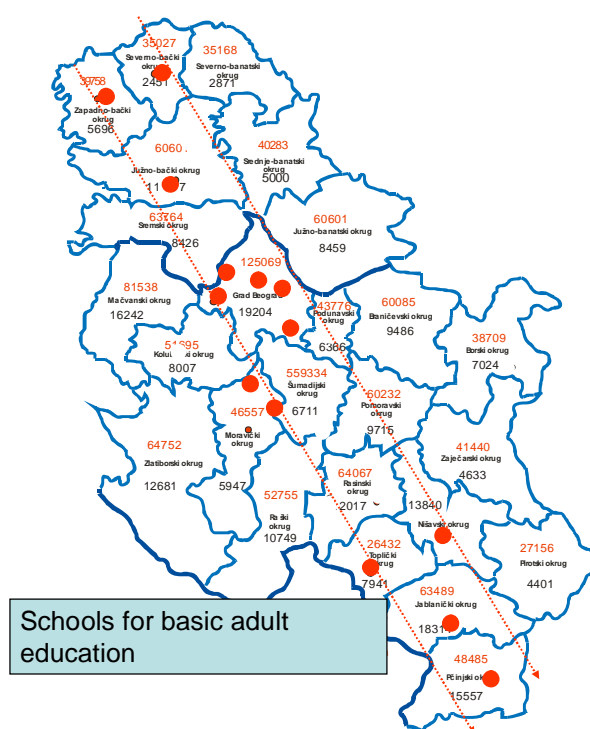 35027
Severno-bački
okrug
2451
35168
Severno-banatski
okrug
2871
Zapadno-bački
okrug
5696
40283
Srednje-banatski
okrug
5000
6060
Južno-bački okrug
63764
Sremski okrug
8426
60601
Južno-banatski okrug
8459
125069
Grad Beograd
19204
81538
Mačvanski okrug
16242
43776
Podunavski
okrug
6366
60085
Braničevski okrug
9486
38709
Borski okrug
7024
okrug
8007
559334
Šumadijski
okrug
6711
60232
Pomoravski
okrug
9715
46557
Moravički
okrug
5947
64752
Zlatiborski okrug
12681
41440
Zaječarski okrug
4633
64067
Rasinski
okrug
2017
52755
Raški
okrug
10749
13840
Nišavski okrug
26432
Toplički
okrug
7941
27156
Pirotski okrug
4401
63489
Jablanički okrug
48485
Pčinjski
15557
Schools for basic adult
education